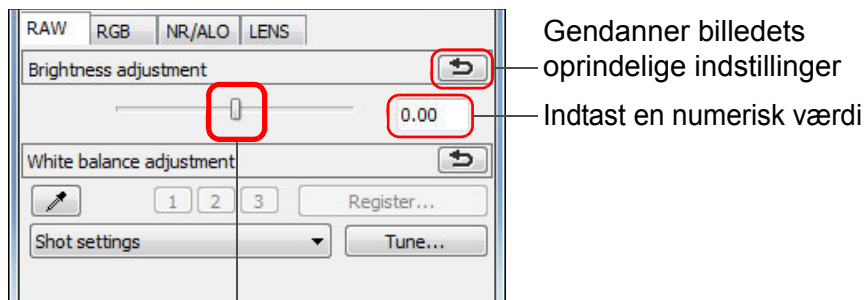 RAW RGB NR/ALO LENS
Gendanner billedets
oprindelige indstillinger
Brightness adjustment
0.00
Indtast en numerisk værdi
White balance adjustment
1 2 3 Register...
Shot settings Tune...